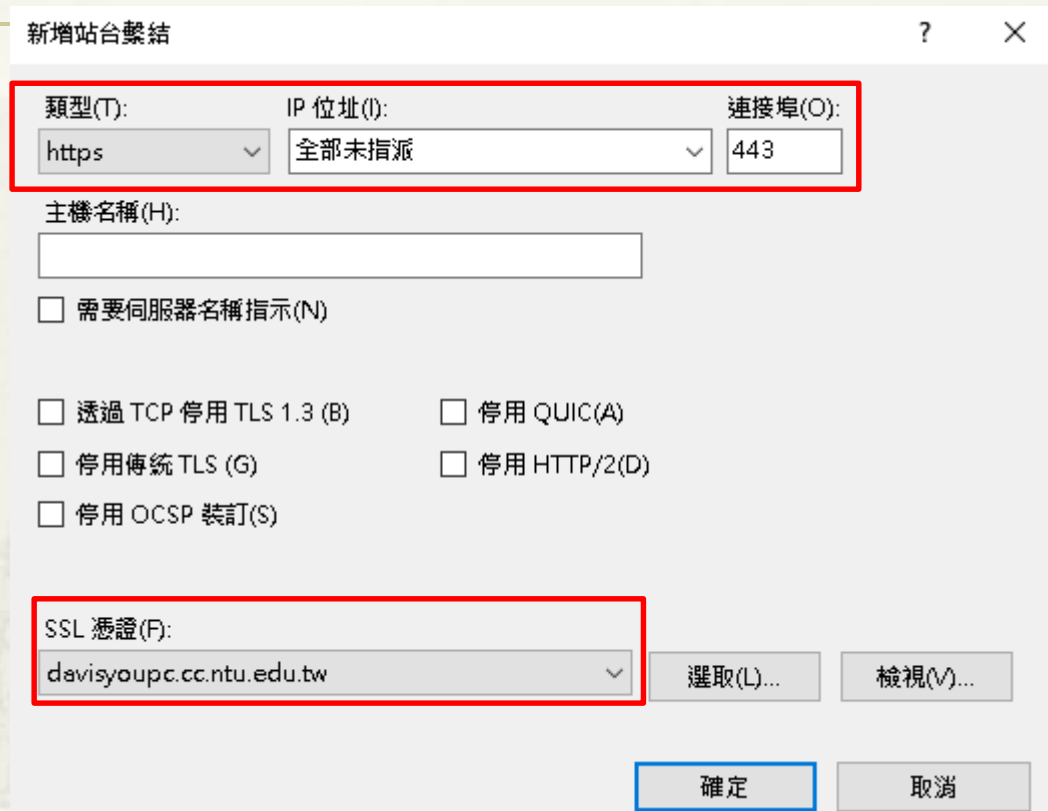 新增站台繫結 ?
類型(T): IP 位址(I): 連接埠(O):
https 全部未指派 443
主機名稱(H):
需要伺服器名稱指示(N)
透過 TCP 停用 TLS 1.3 (B) 停用 QUIC(A)
停用傳統 TLS (G) 停用 HTTP/2(D)
停用 OCSP 裝訂(S)
SSL 憑證(F):
davisyoupc.cc.ntu.edu.tw 選取(L)... 檢視(V)...
確定 取消